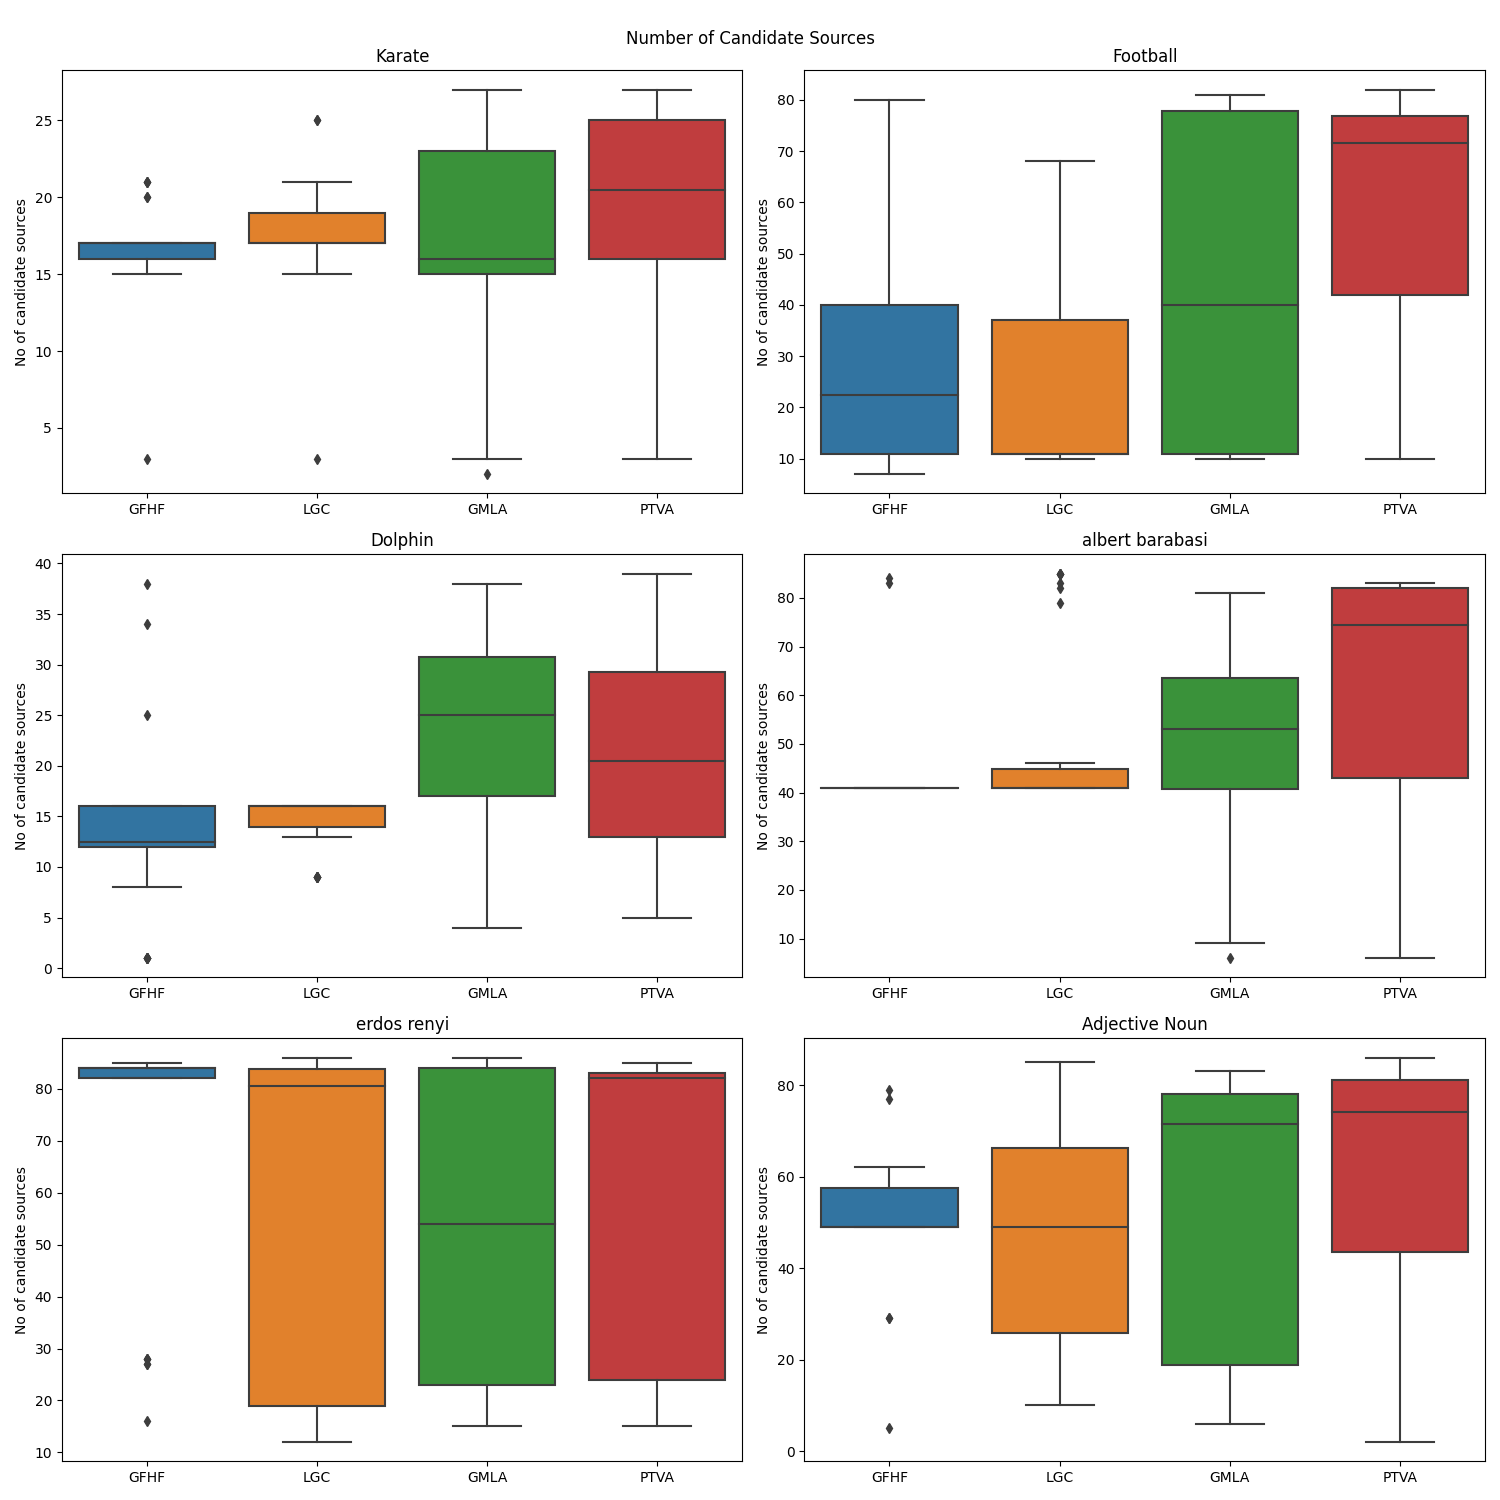 Number of Candidate Sources
Karate
No of candidate sources
25
20
15
10
5
GFHF LGC GMLA PTVA
Football
No of candidate sources
80
70
60
50
40
30
20
10
GFHF LGC GMLA PTVA
Dolphin
No of candidate sources
40
35
30
25
20
15
10
5
0
GFHF LGC GMLA PTVA
albert barabasi
No of candidate sources
80
70
60
50
40
30
20
10
GFHF LGC GMLA PTVA
erdos renyi
No of candidate sources
80
70
60
50
40
30
20
10
GFHF LGC GMLA PTVA
Adjective Noun
No of candidate sources
80
60
40
20
0
GFHF LGC GMLA PTVA